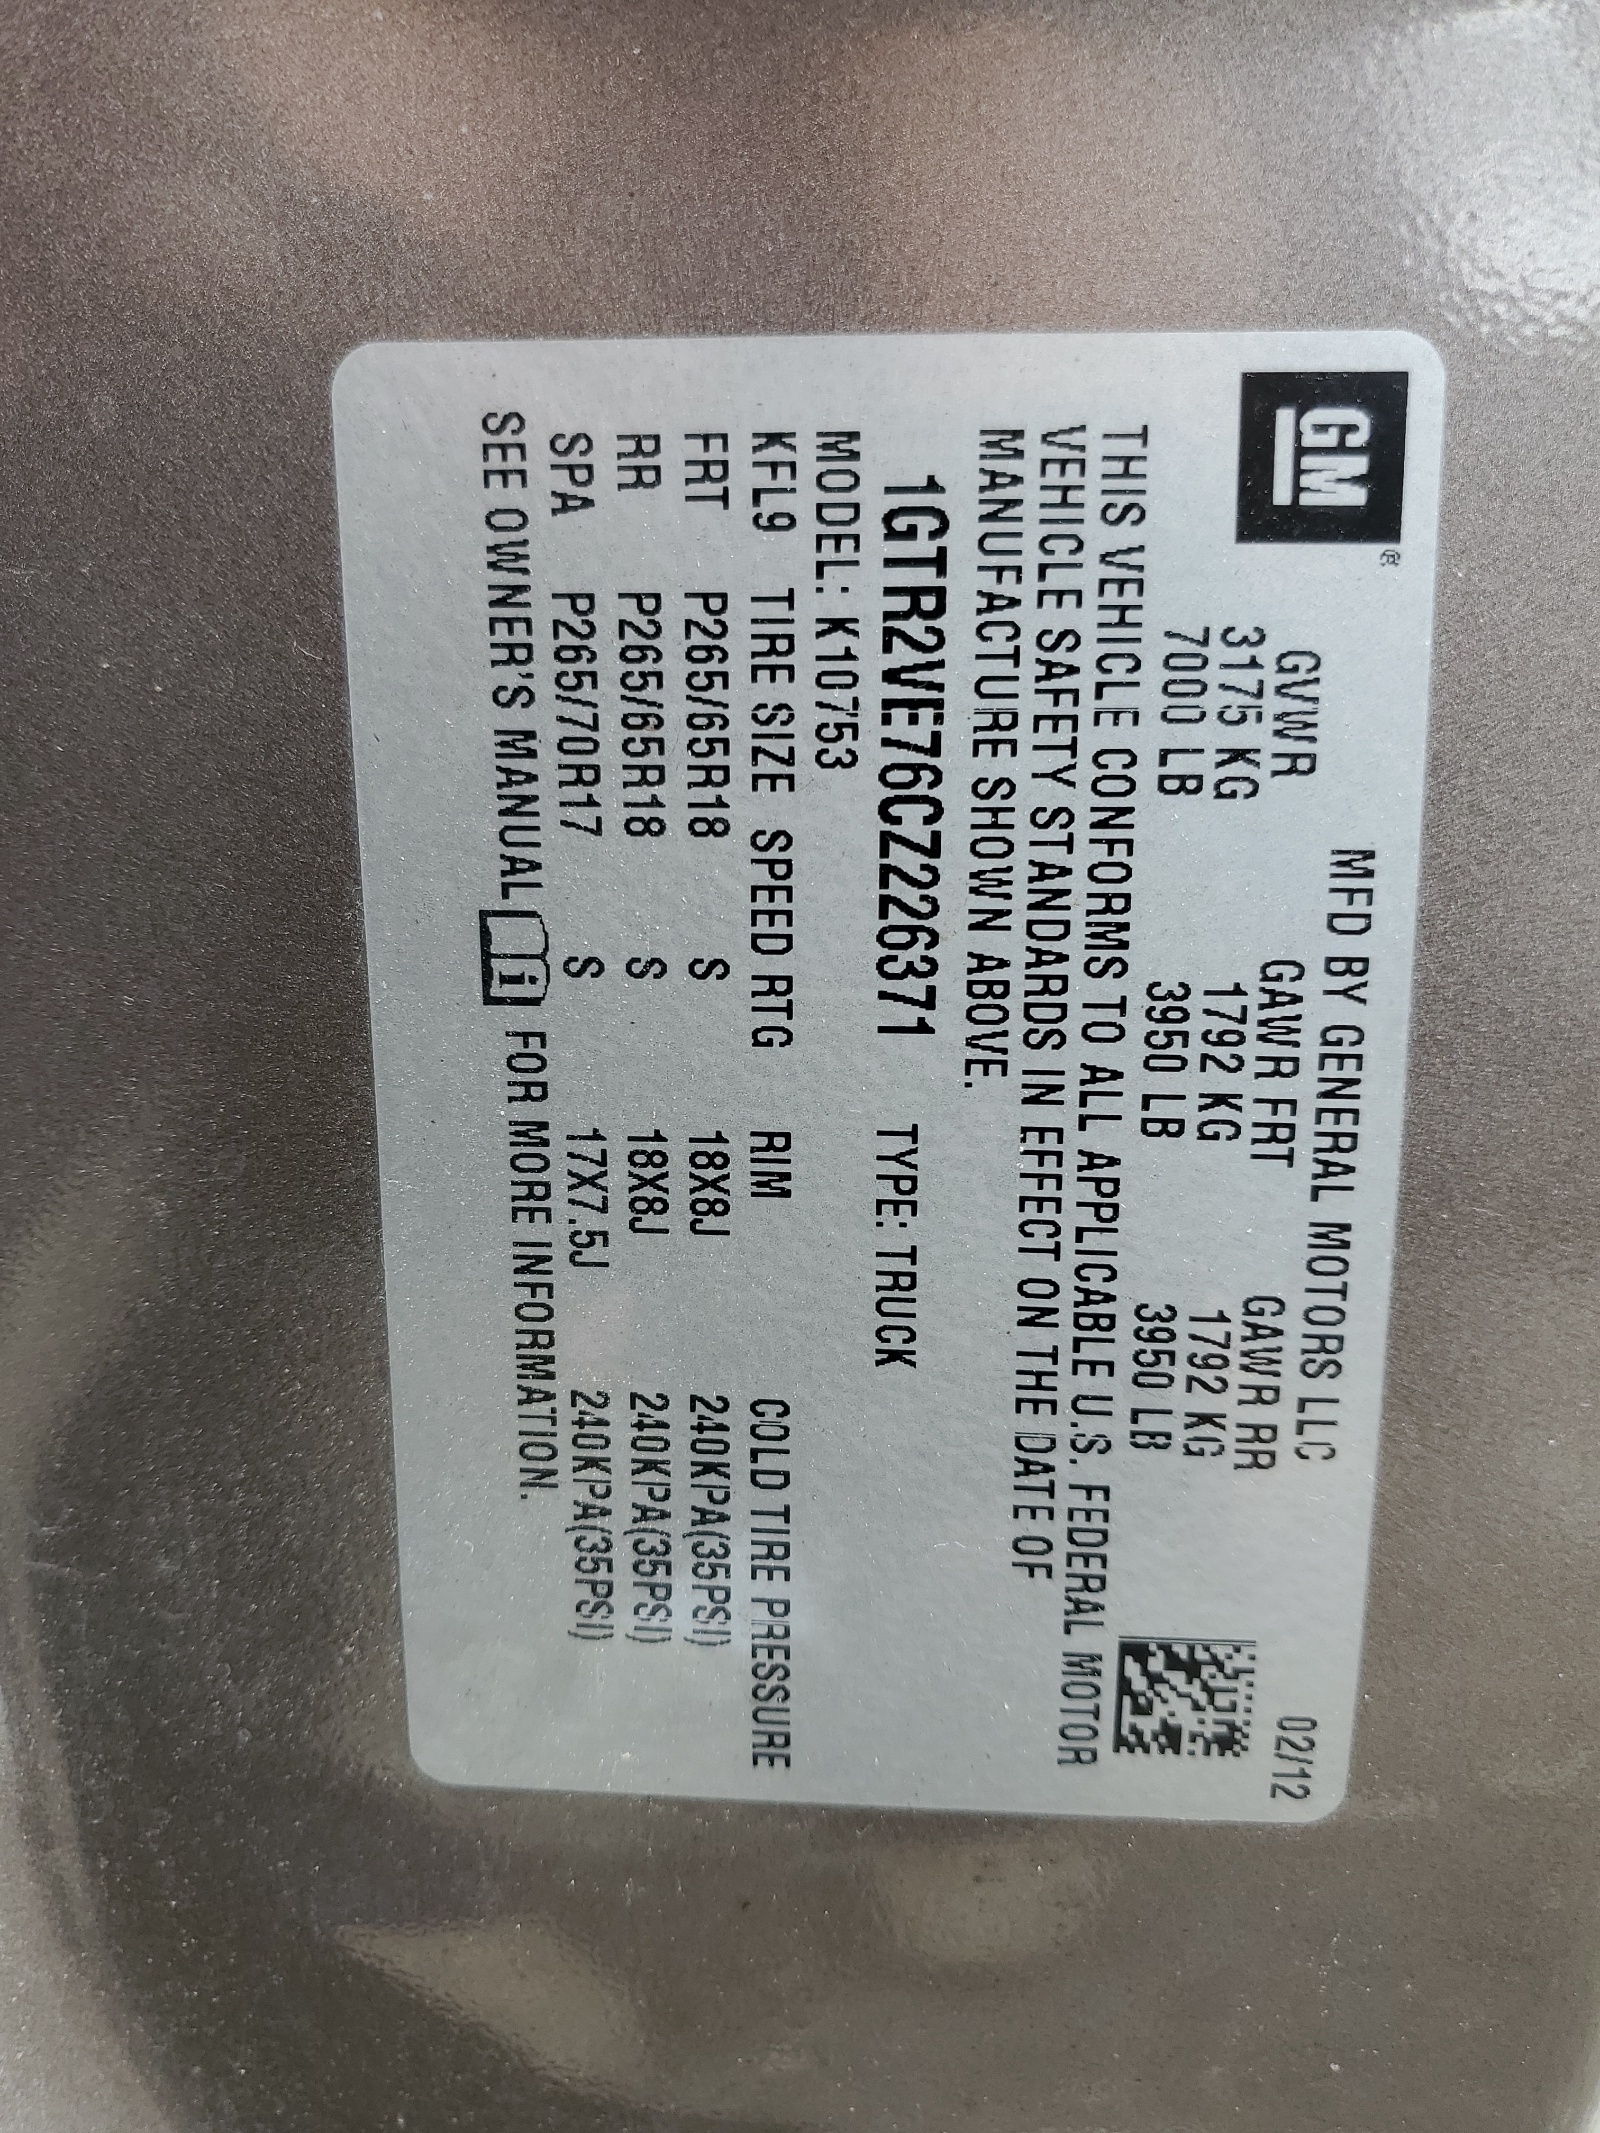 GM®
MFD BY GENERAL MOTORS LLC 02/12
GVWR GAWR FRT GAWR RR
3175 KG 1792 KG 1792 KG
7000 LB 3950 LB 3950 LB
THIS VEHICLE CONFORMS TO ALL APPLICABLE U.S. FEDERAL MOTOR
VEHICLE SAFETY STANDARDS IN EFFECT ON THE DATE OF
MANUFACTURE SHOWN ABOVE.
1GTR2VE76CZ226371 TYPE: TRUCK
MODEL: K10753
KFL9 TIRE SIZE SPEED RTG RIM COLD TIRE PRESSURE
FRT P265/65R18 S 18X8J 240KPA(35PSI)
RR P265/65R18 S 18X8J 240KPA(35PSI)
SPA P265/70R17 S 17X7.5J 240KPA(35PSI)
SEE OWNER'S MANUAL i FOR MORE INFORMATION.